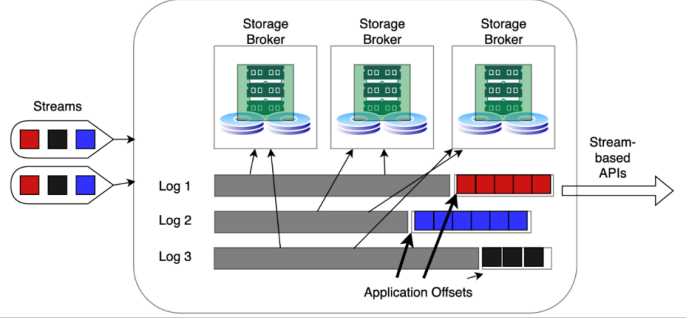 Storage
Broker
Storage
Broker
Storage
Broker
Streams
Stream-
based
APIs
Log 1
Log 2
Log 3
Application Offsets